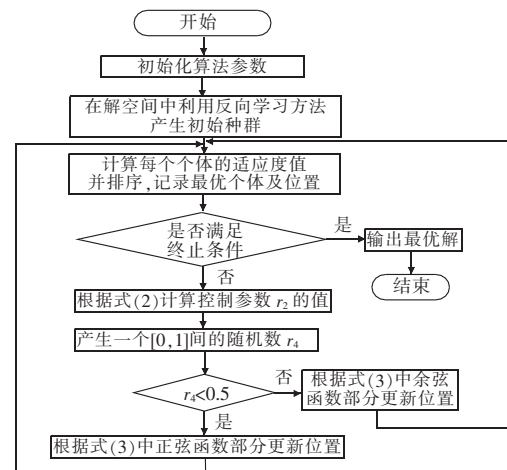 开始
初始化算法参数
在解空间中利用反向学习方法
产生初始种群
计算每个个体的适应度值
并排序,记录最优个体及位置
是否满足
终止条件
是
输出最优解
结束
否
根据式(2)计算控制参数 r₂ 的值
产生一个[0,1]间的随机数 r₄
r₄<0.5
否
根据式(3)中余弦
函数部分更新位置
是
根据式(3)中正弦函数部分更新位置